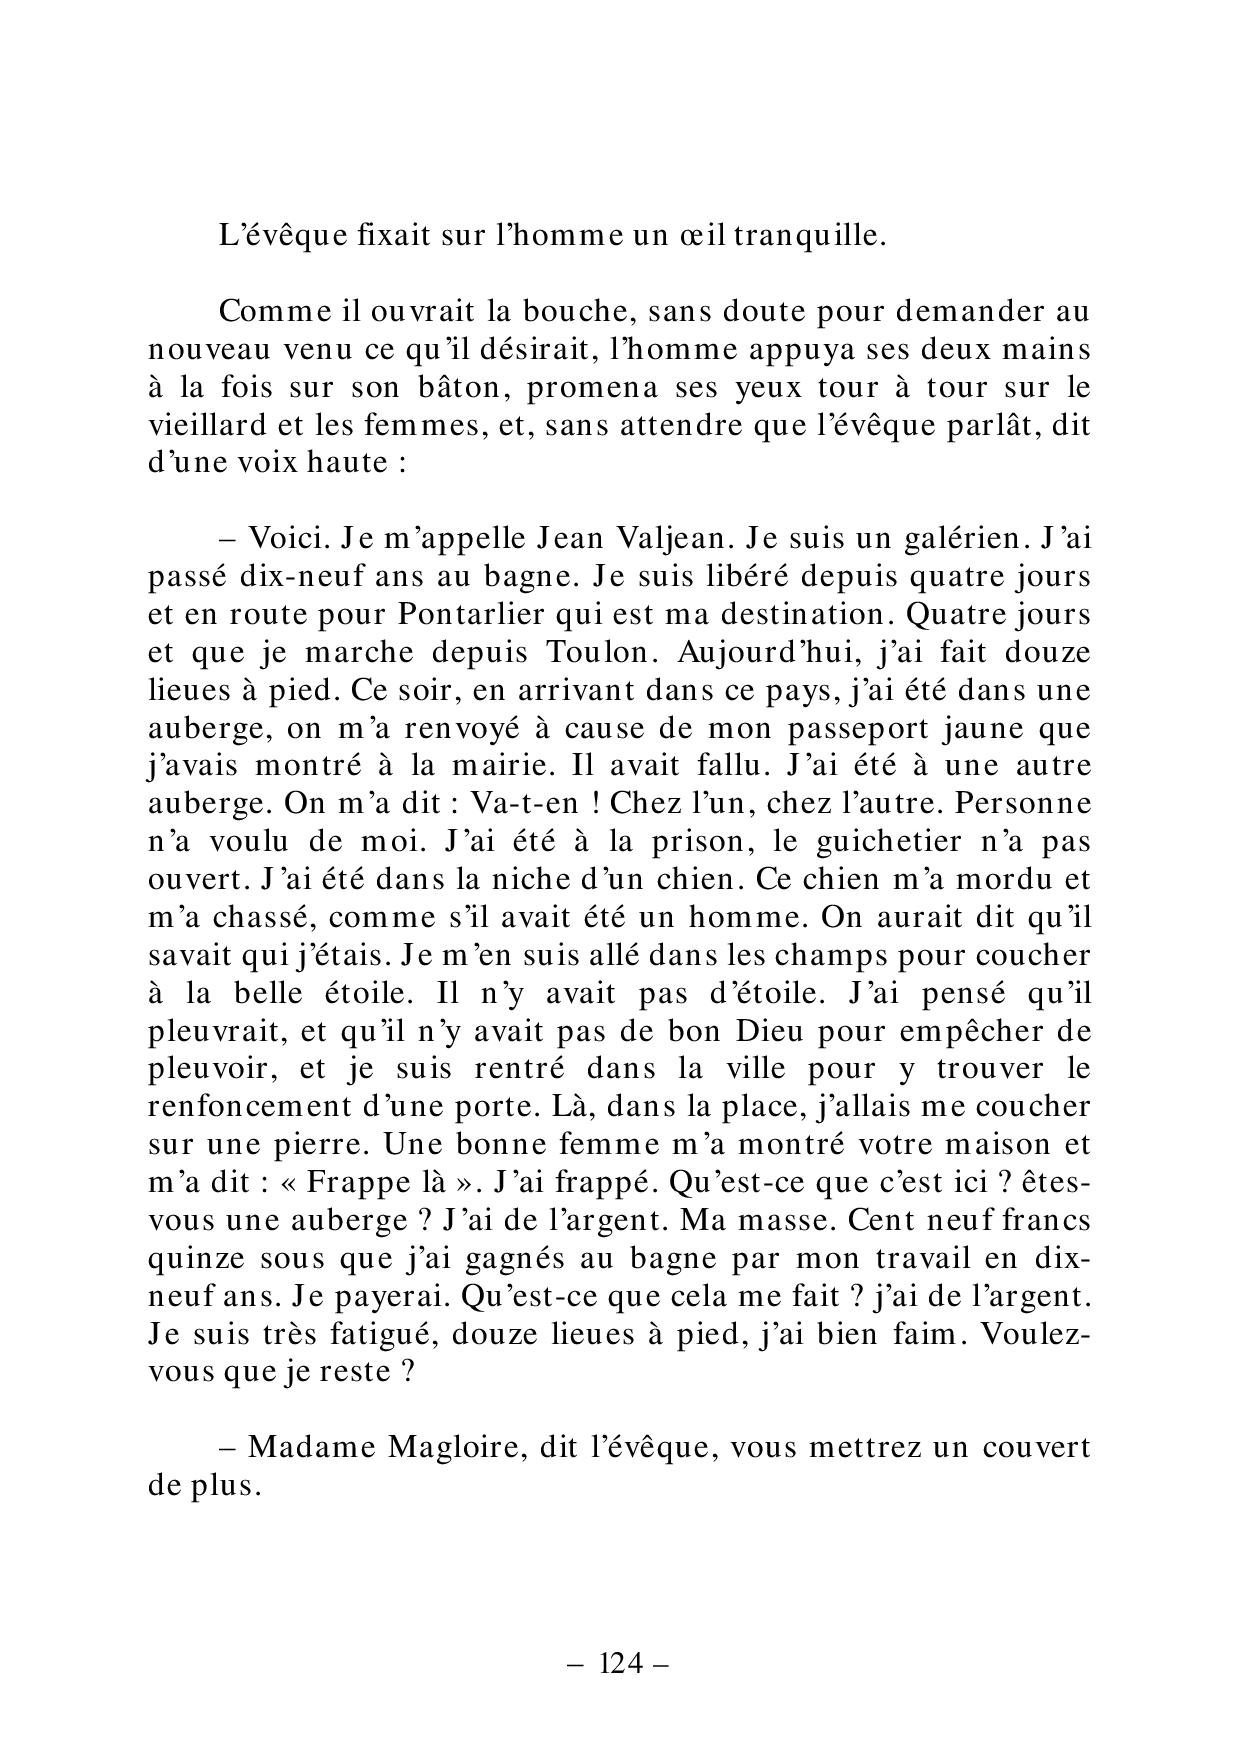 L’évêque fixait sur l’homme un œil tranquille.
Comme il ouvrait la bouche, sans doute pour demander au
nouveau venu ce qu’il désirait, l’homme appuya ses deux mains
à la fois sur son bâton, promena ses yeux tour à tour sur le
vieillard et les femmes, et, sans attendre que l’évêque parlât, dit
d’une voix haute :
– Voici. Je m’appelle Jean Valjean. Je suis un galérien. J’ai
passé dix-neuf ans au bagne. Je suis libéré depuis quatre jours
et en route pour Pontarlier qui est ma destination. Quatre jours
et que je marche depuis Toulon. Aujourd’hui, j’ai fait douze
lieues à pied. Ce soir, en arrivant dans ce pays, j’ai été dans une
auberge, on m’a renvoyé à cause de mon passeport jaune que
j’avais montré à la mairie. Il avait fallu. J’ai été à une autre
auberge. On m’a dit : Va-t-en ! Chez l’un, chez l’autre. Personne
n’a voulu de moi. J’ai été à la prison, le guichetier n’a pas
ouvert. J’ai été dans la niche d’un chien. Ce chien m’a mordu et
m’a chassé, comme s’il avait été un homme. On aurait dit qu’il
savait qui j’étais. Je m’en suis allé dans les champs pour coucher
à la belle étoile. Il n’y avait pas d’étoile. J’ai pensé qu’il
pleuvrait, et qu’il n’y avait pas de bon Dieu pour empêcher de
pleuvoir, et je suis rentré dans la ville pour y trouver le
renfoncement d’une porte. Là, dans la place, j’allais me coucher
sur une pierre. Une bonne femme m’a montré votre maison et
m’a dit : « Frappe là ». J’ai frappé. Qu’est-ce que c’est ici ? êtes-
vous une auberge ? J’ai de l’argent. Ma masse. Cent neuf francs
quinze sous que j’ai gagnés au bagne par mon travail en dix-
neuf ans. Je payerai. Qu’est-ce que cela me fait ? j’ai de l’argent.
Je suis très fatigué, douze lieues à pied, j’ai bien faim. Voulez-
vous que je reste ?
– Madame Magloire, dit l’évêque, vous mettrez un couvert
de plus.
– 124 –